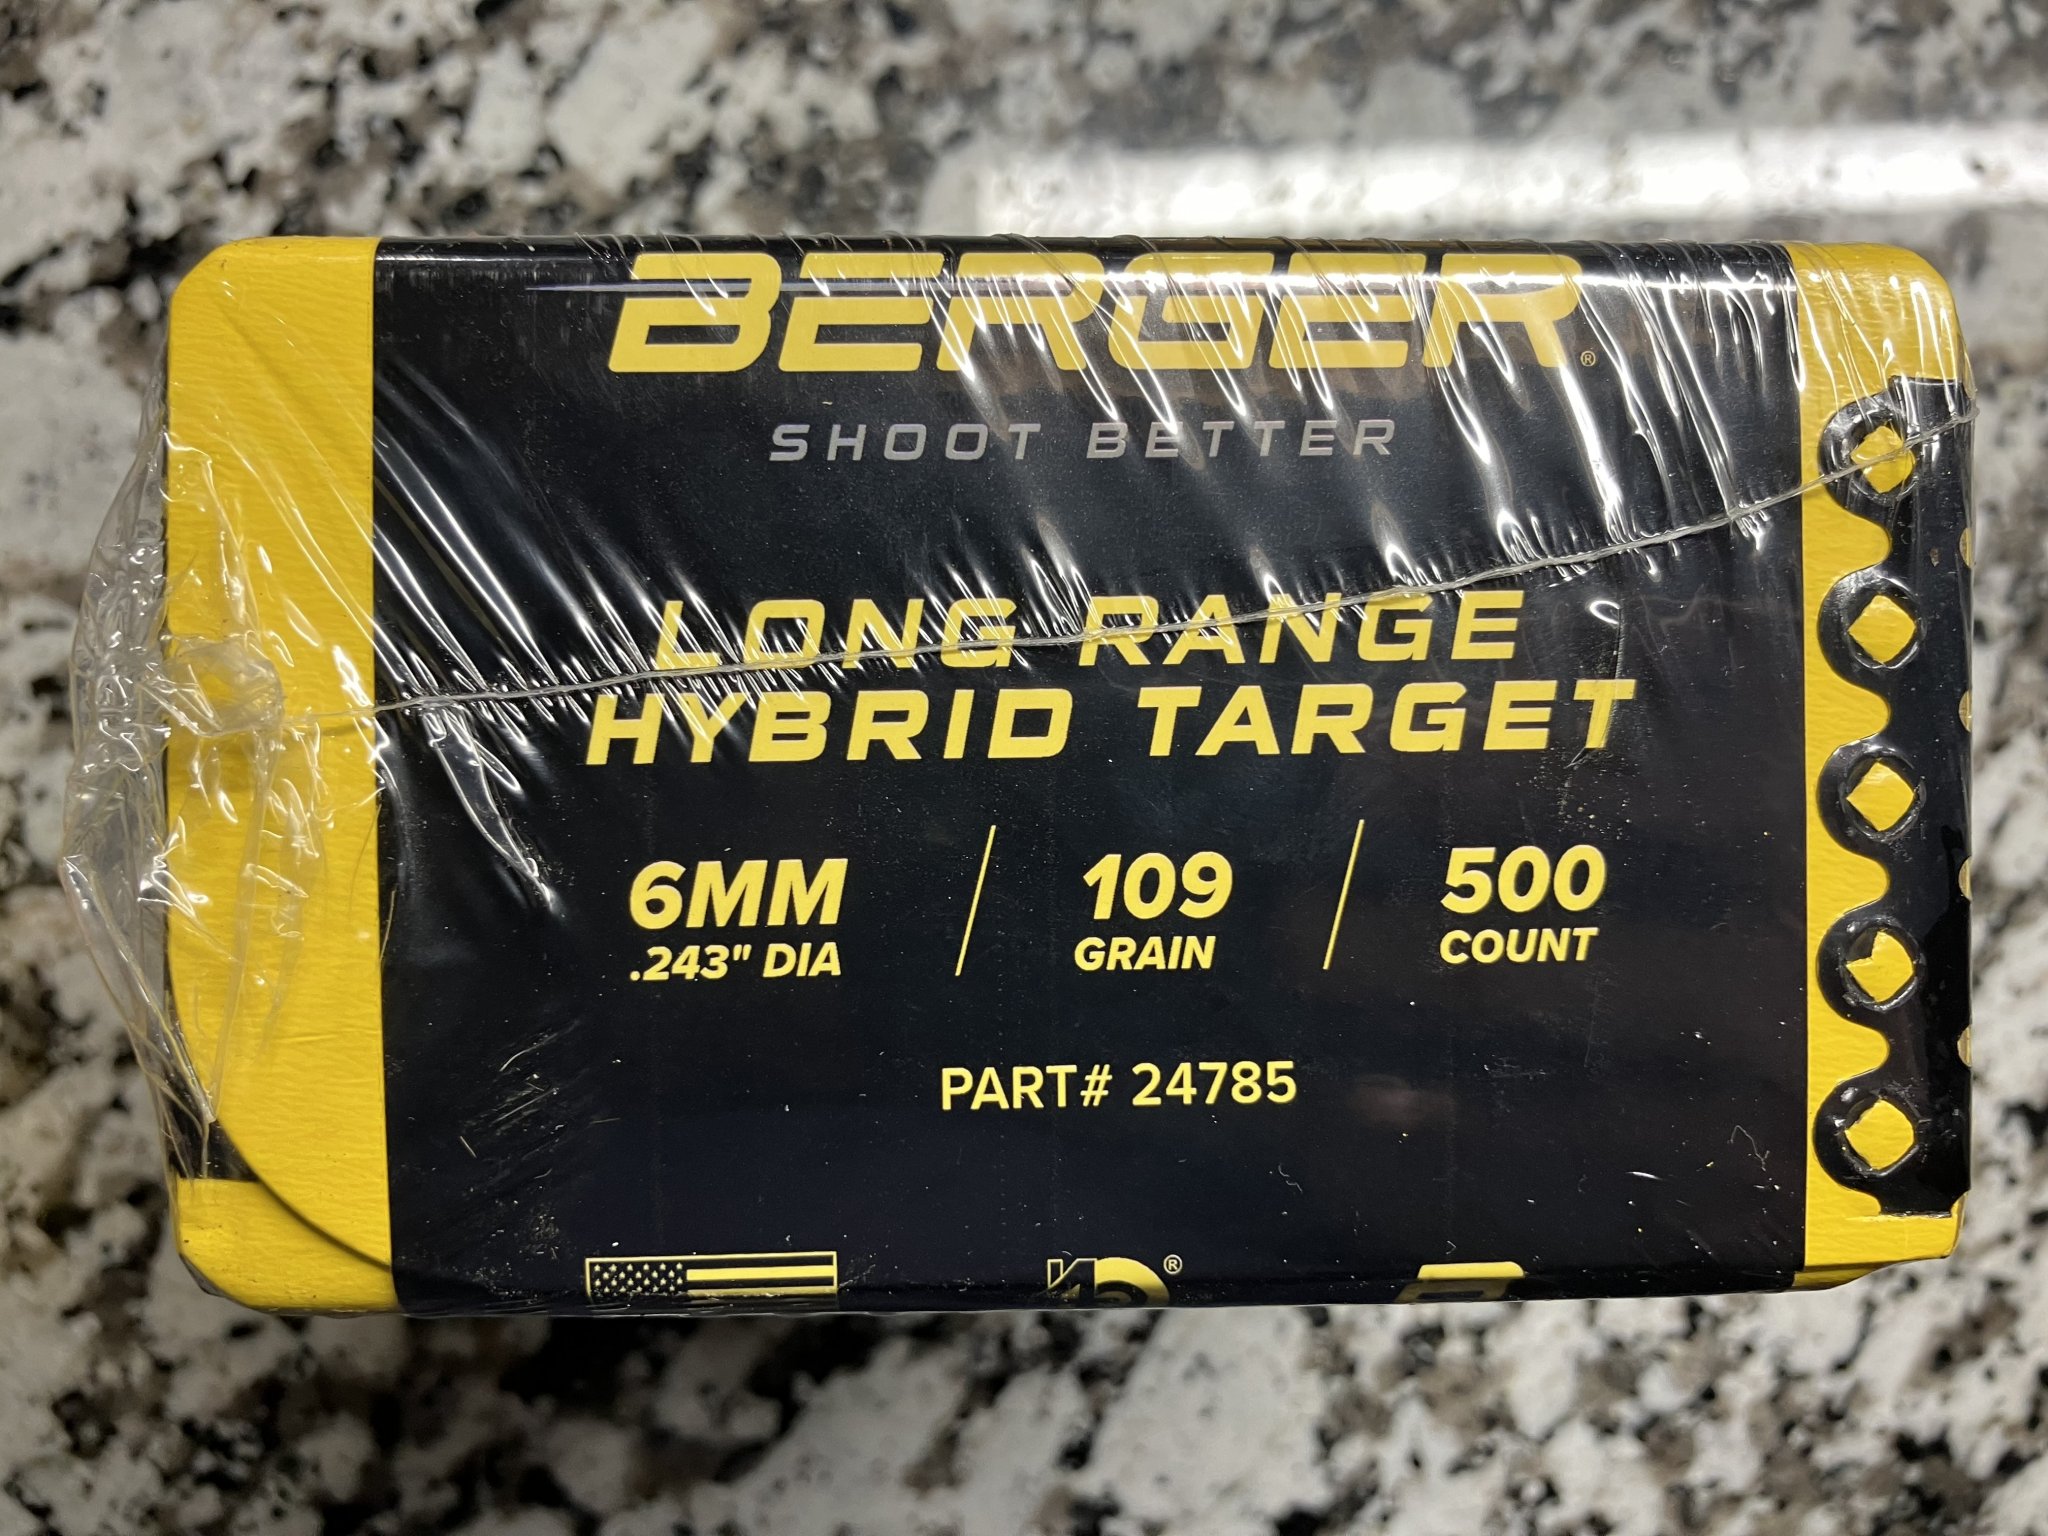 BERGER®
SHOOT BETTER
LONG RANGE
HYBRID TARGET
6MM / 109 / 500
.243" DIA GRAIN COUNT
PART# 24785
®